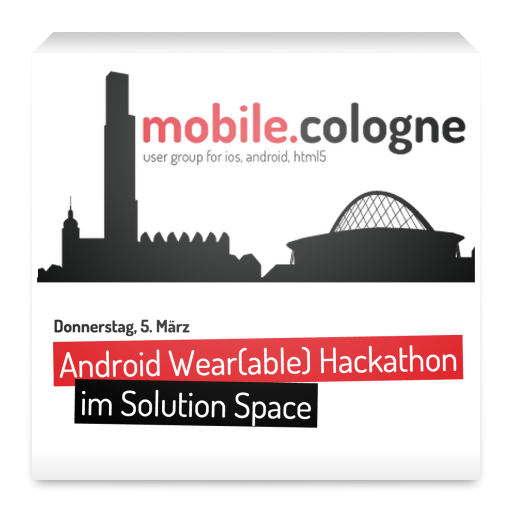 mobile.cologne
user group for ios, android, html5
Donnerstag, 5. März
Android Wear(able) Hackathon
im Solution Space